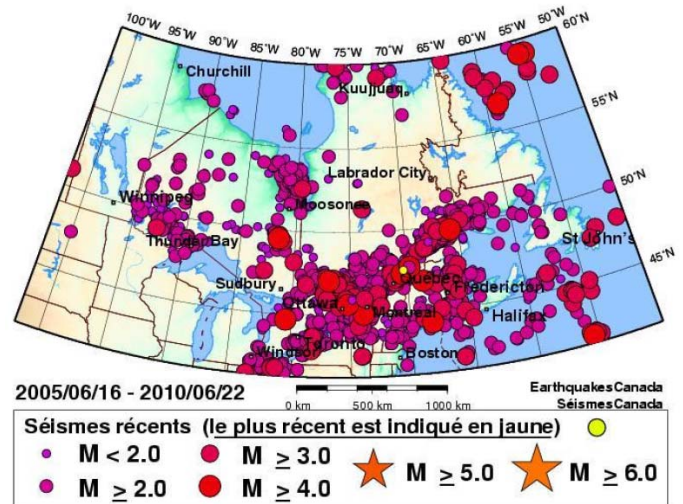 100°W 95°W 90°W 85°W 80°W 75°W 70°W 65°W 60°W 55°W 50°W
60°N
Churchill
Kuujjuaq
55°N
Labrador City
50°N
Winnipeg
Moosonee
Thunder Bay
St John's
45°N
Sudbury
Quebec
Ottawa
Fredericton
Montreal
Halifax
Toronto
Windsor
Boston
2005/06/16 - 2010/06/22
EarthquakesCanada
0 km 500 km 1000 km
SéismesCanada
Séismes récents (le plus récent est indiqué en jaune)
M < 2.0 M ≥ 3.0 M ≥ 5.0 M ≥ 6.0
M ≥ 2.0 M ≥ 4.0